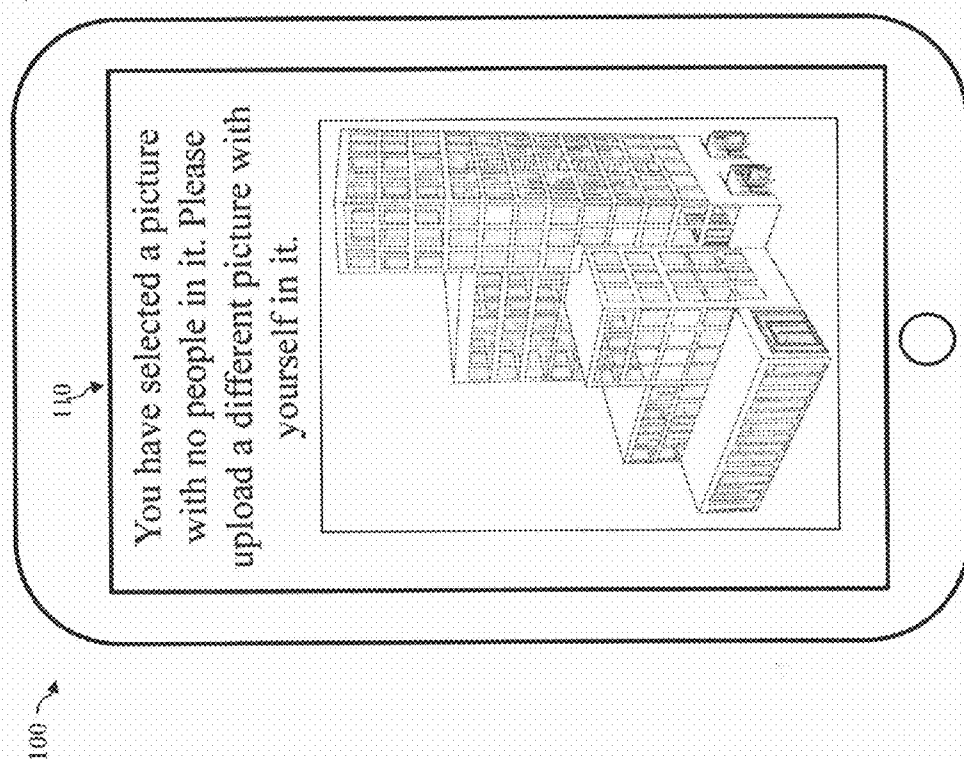 100
110
You have selected a picture
with no people in it. Please
upload a different picture with
yourself in it.